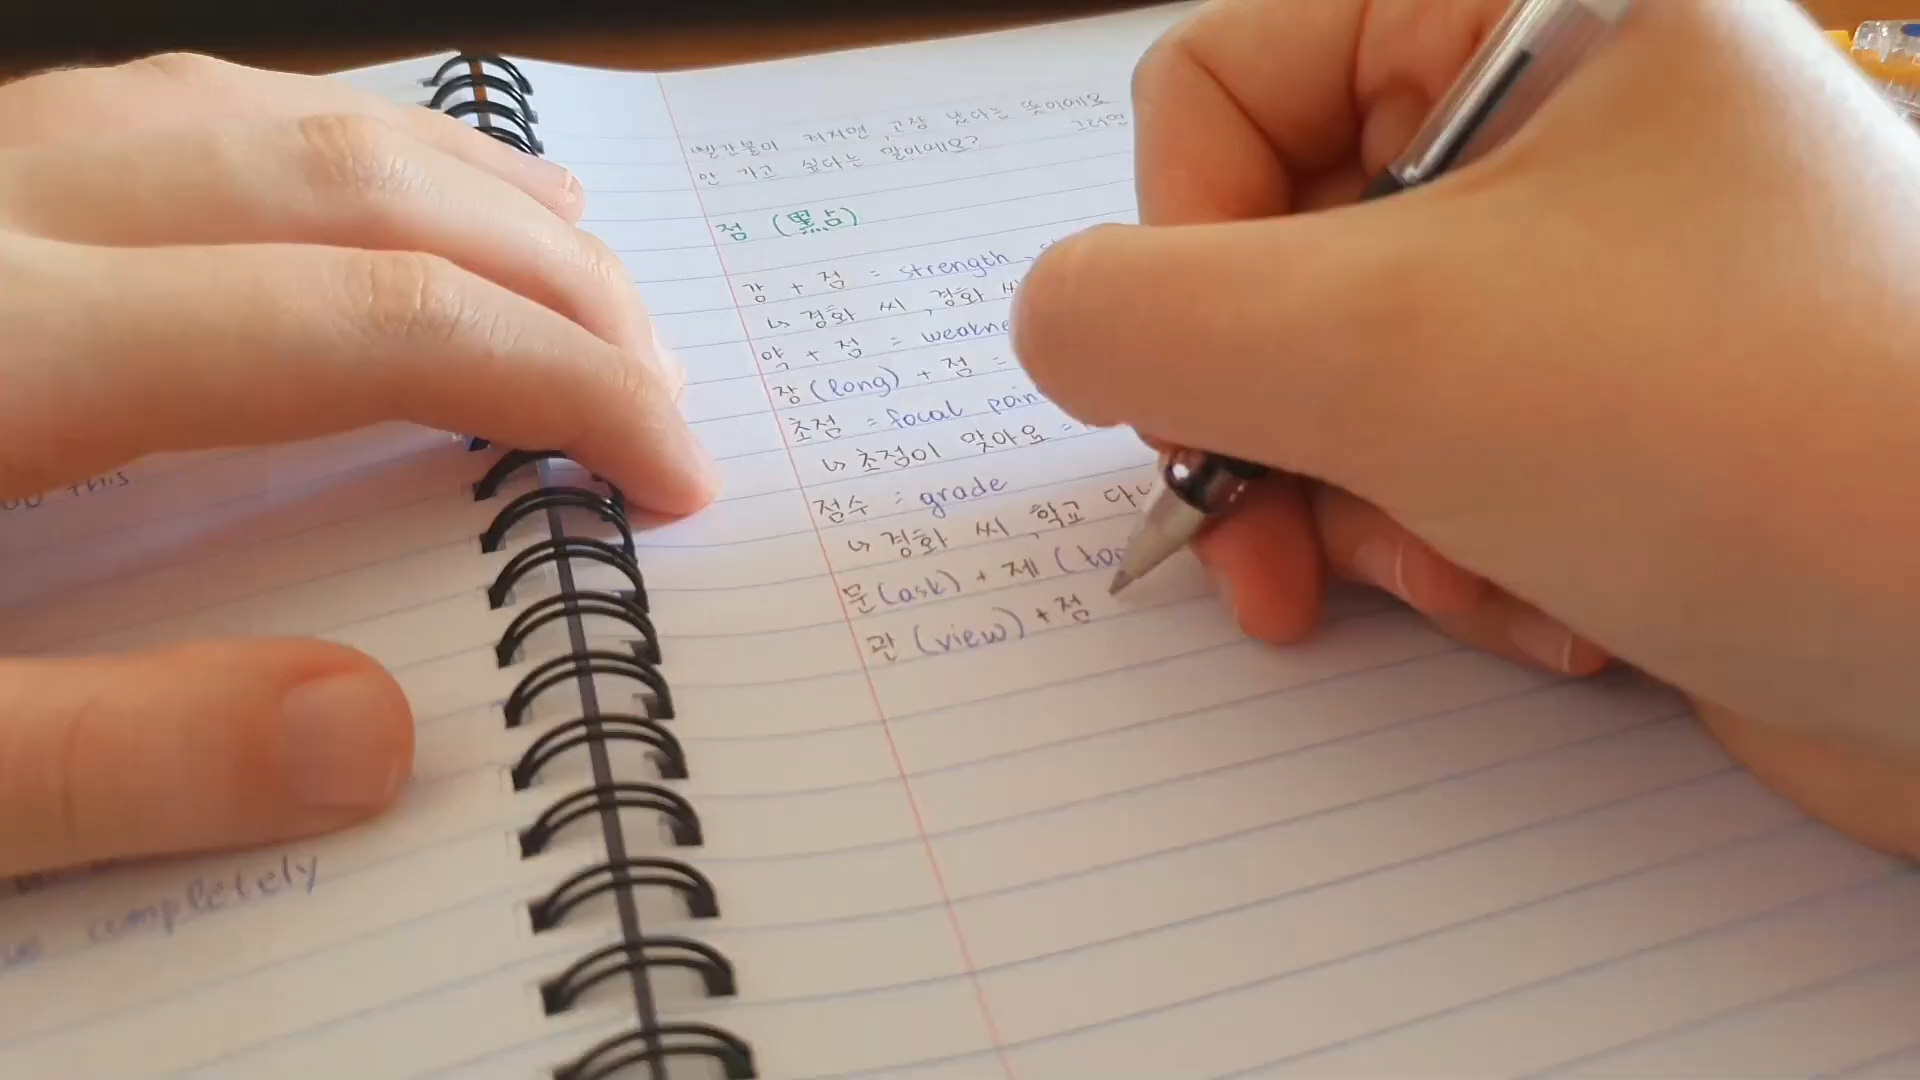 this
completely
빨간불이 켜지면, 고장 났다는 뜻이에요
안 가고 싶다는 말이에요? 그러면
점 (點)
강 + 점 = strength
↳ 경화 씨, 경화 씨
약 + 점 = weakne
장 (long) + 점 =
초점 = focal poin
↳ 초점이 맞아요 =
점수 = grade
↳ 경화 씨, 학교 다니
문 (ask) + 제 (top
관 (view) + 점